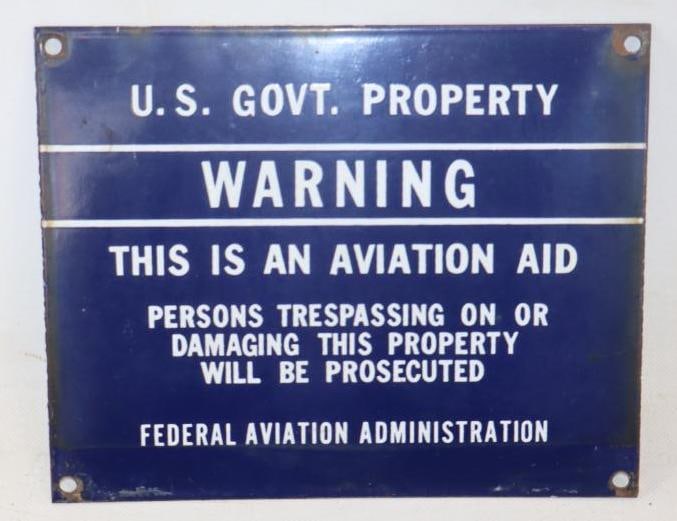 U.S. GOVT. PROPERTY
WARNING
THIS IS AN AVIATION AID
PERSONS TRESPASSING ON OR
DAMAGING THIS PROPERTY
WILL BE PROSECUTED
FEDERAL AVIATION ADMINISTRATION